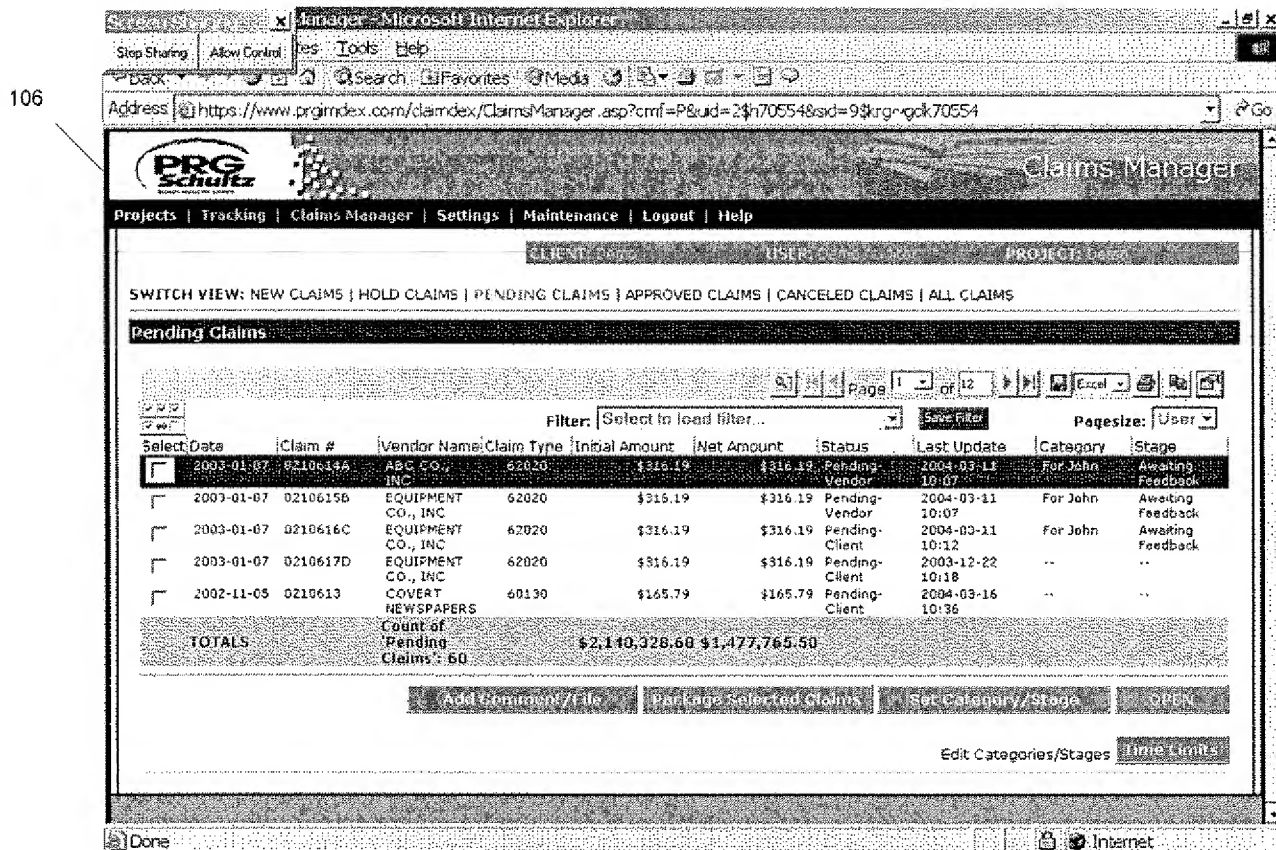 106
Manager - Microsoft Internet Explorer
Stop Sharing Allow Control
Tools Help
Search Favorites Media
Address https://www.prgimdex.com/claimdex/ClaimsManager.asp?cmf=P&uid=2$h70554&sid=9$krg~vgdk70554 Go
PRG Schultz
Claims Manager
Projects | Tracking | Claims Manager | Settings | Maintenance | Logout | Help
CLIENT: Demo USER: PROJECT: Demo
SWITCH VIEW: NEW CLAIMS | HOLD CLAIMS | PENDING CLAIMS | APPROVED CLAIMS | CANCELED CLAIMS | ALL CLAIMS
Pending Claims
Page 1 of 12 Excel
Filter: Select to load filter... Save Filter Pagesize: User
Select Date Claim # Vendor Name Claim Type Initial Amount Net Amount Status Last Update Category Stage
2003-01-07 0210614A ABC CO., INC 62020 $316.19 $316.19 Pending-Vendor 2004-03-11 10:07 For John Awaiting Feedback
2003-01-07 0210615B EQUIPMENT CO., INC 62020 $316.19 $316.19 Pending-Vendor 2004-03-11 10:07 For John Awaiting Feedback
2003-01-07 0210616C EQUIPMENT CO., INC 62020 $316.19 $316.19 Pending-Client 2004-03-11 10:12 For John Awaiting Feedback
2003-01-07 0210617D EQUIPMENT CO., INC 62020 $316.19 $316.19 Pending-Client 2003-12-22 10:18 -- --
2002-11-05 0210613 COVERT NEWSPAPERS 60130 $165.79 $165.79 Pending-Client 2004-03-16 10:36 -- --
TOTALS Count of 'Pending Claims': 60 $2,140,328.60 $1,477,765.50
Add Comment/File Package Selected Claims Set Category/Stage OPEN
Edit Categories/Stages Time Limits
Done Internet